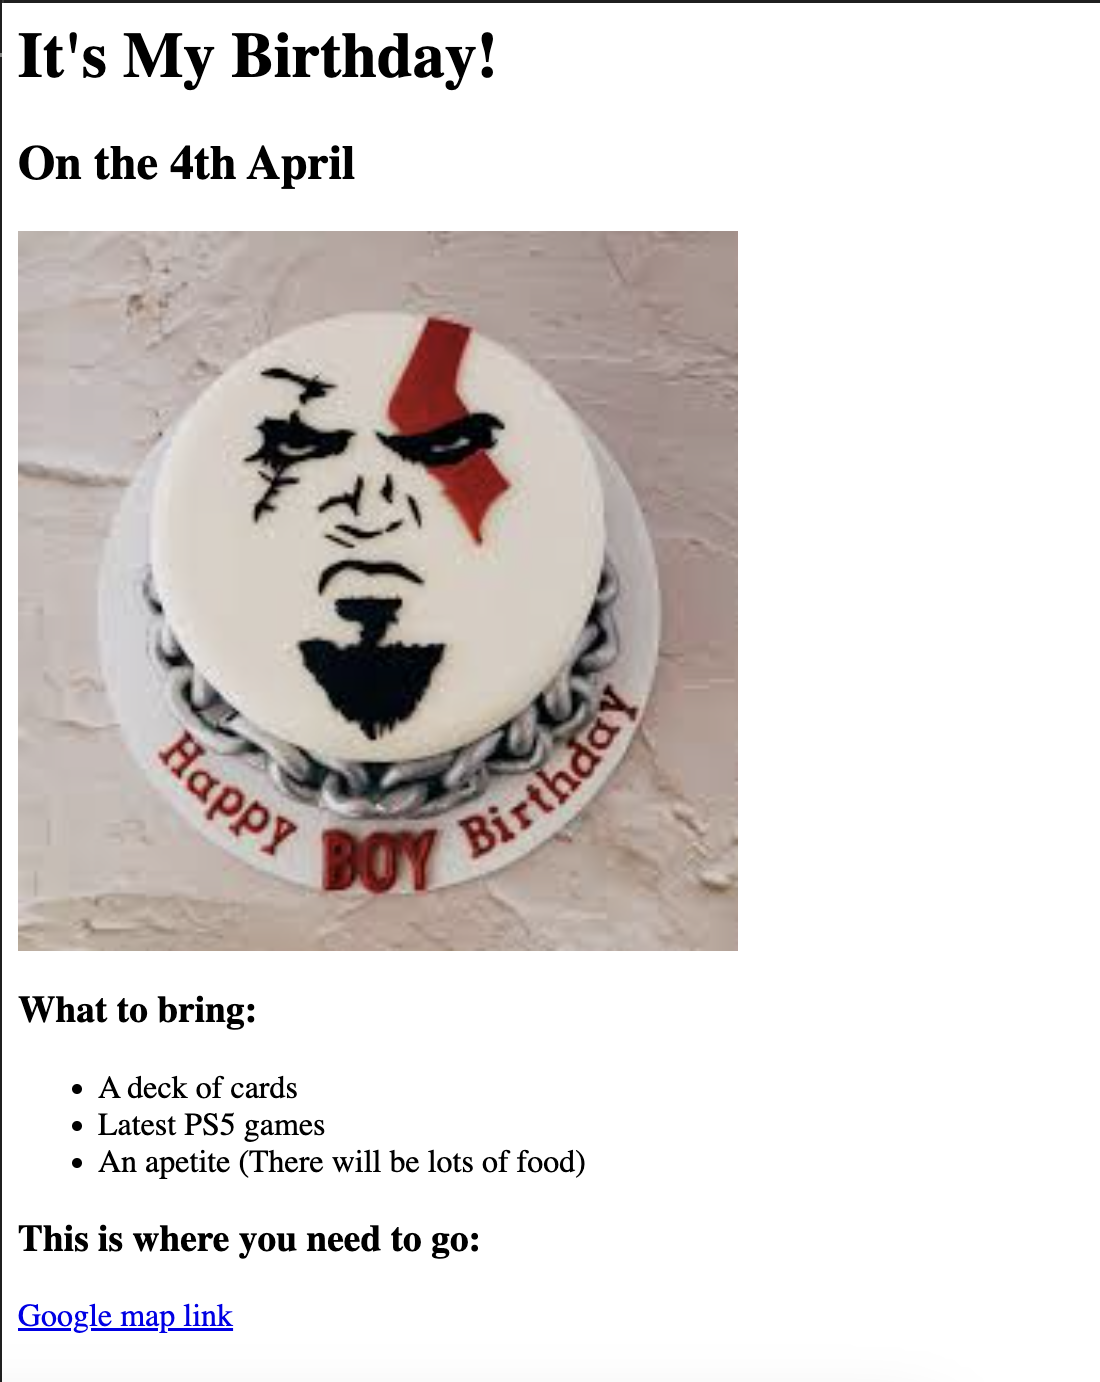 It's My Birthday!
On the 4th April
Happy BOY Birthday
What to bring:
A deck of cards
Latest PS5 games
An apetite (There will be lots of food)
This is where you need to go:
Google map link